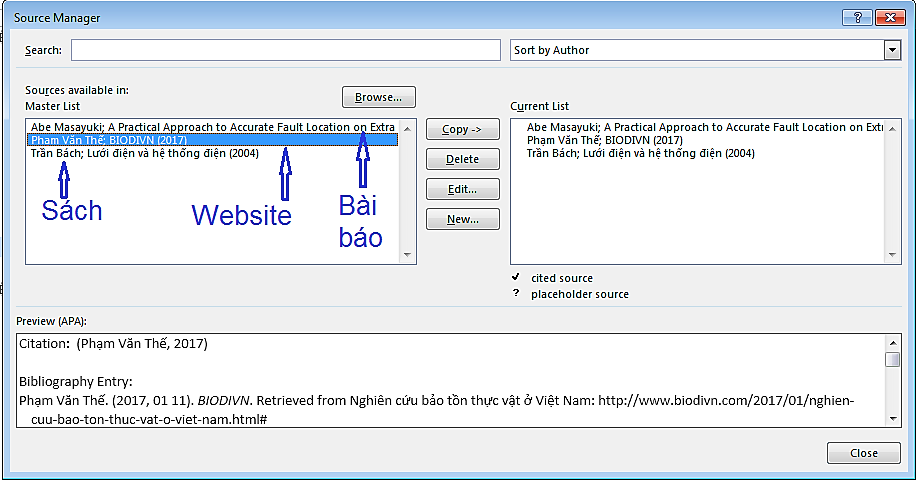 Source Manager
Search:
Sort by Author
Sources available in:
Master List
Browse...
Current List
Abe Masayuki; A Practical Approach to Accurate Fault Location on Extra
Phạm Văn Thế; BIODIVN (2017)
Trần Bách; Lưới điện và hệ thống điện (2004)
Copy ->
Delete
Edit...
New...
Abe Masayuki; A Practical Approach to Accurate Fault Location on Ext
Phạm Văn Thế; BIODIVN (2017)
Trần Bách; Lưới điện và hệ thống điện (2004)
Sách
Website
Bài
báo
cited source
? placeholder source
Preview (APA):
Citation: (Phạm Văn Thế, 2017)
Bibliography Entry:
Phạm Văn Thế. (2017, 01 11). BIODIVN. Retrieved from Nghiên cứu bảo tồn thực vật ở Việt Nam: http://www.biodivn.com/2017/01/nghien-
cuu-bao-ton-thuc-vat-o-viet-nam.html#
Close